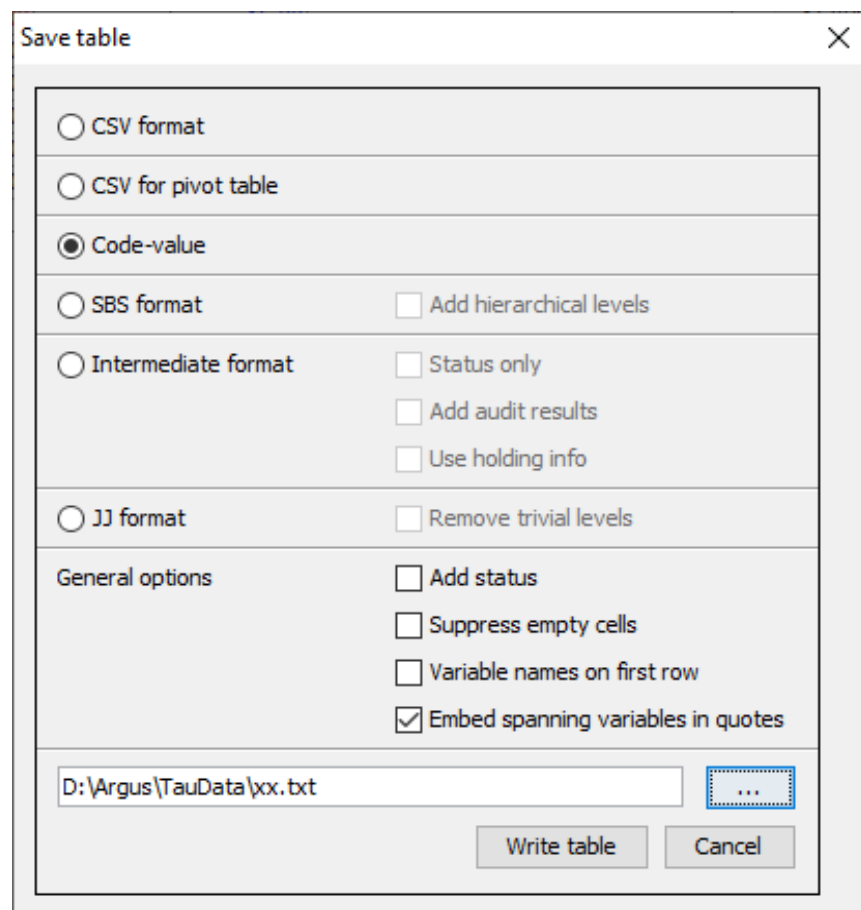 Save table
CSV format
CSV for pivot table
Code-value
SBS format Add hierarchical levels
Intermediate format Status only
Add audit results
Use holding info
JJ format Remove trivial levels
General options Add status
Suppress empty cells
Variable names on first row
Embed spanning variables in quotes
D:\Argus\TauData\xx.txt ...
Write table Cancel